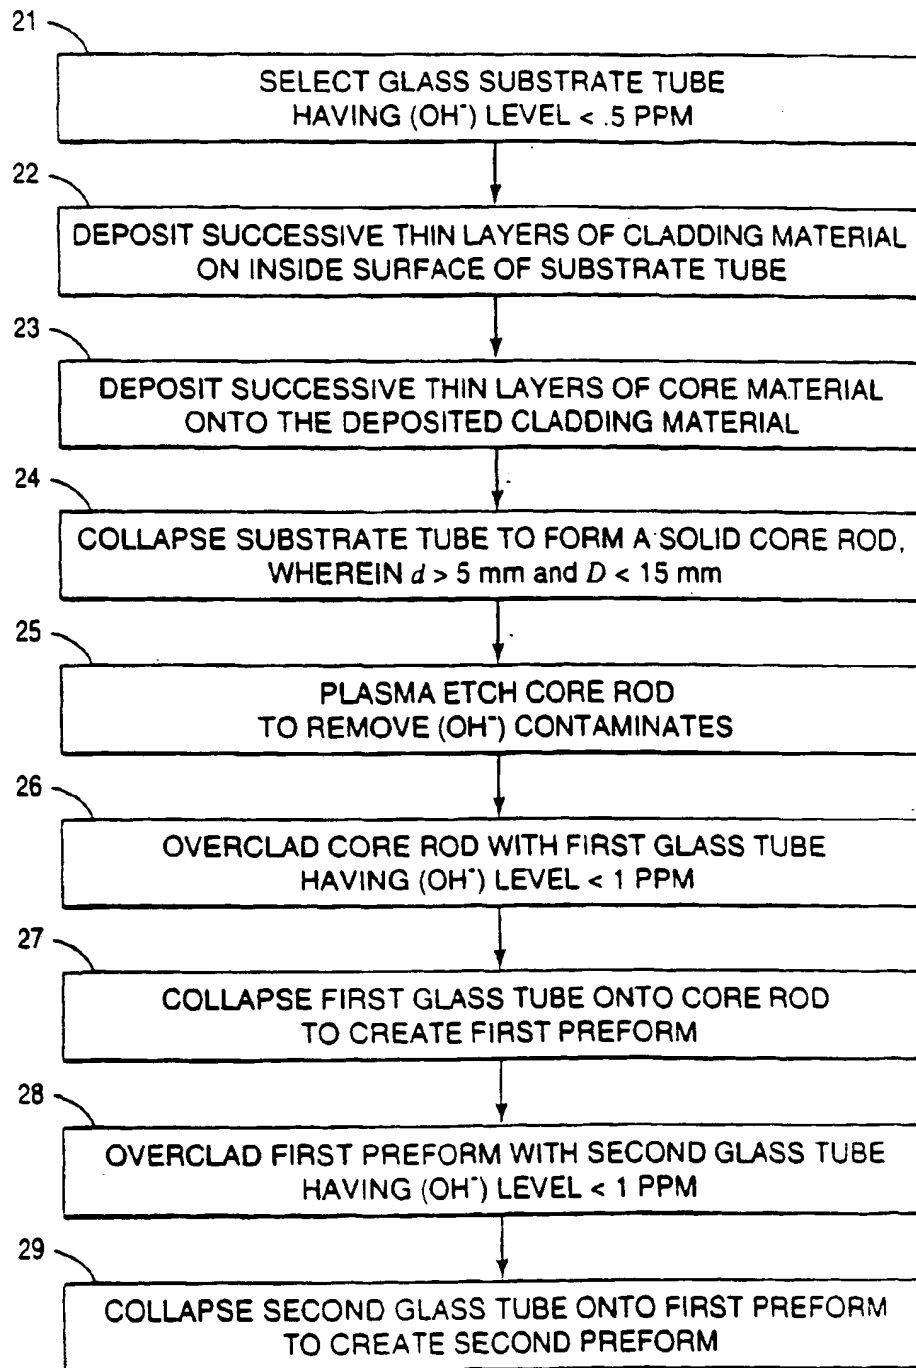 21
SELECT GLASS SUBSTRATE TUBE
HAVING (OH⁻) LEVEL < .5 PPM
22
DEPOSIT SUCCESSIVE THIN LAYERS OF CLADDING MATERIAL
ON INSIDE SURFACE OF SUBSTRATE TUBE
23
DEPOSIT SUCCESSIVE THIN LAYERS OF CORE MATERIAL
ONTO THE DEPOSITED CLADDING MATERIAL
24
COLLAPSE SUBSTRATE TUBE TO FORM A SOLID CORE ROD,
WHEREIN d > 5 mm and D < 15 mm
25
PLASMA ETCH CORE ROD
TO REMOVE (OH⁻) CONTAMINATES
26
OVERCLAD CORE ROD WITH FIRST GLASS TUBE
HAVING (OH⁻) LEVEL < 1 PPM
27
COLLAPSE FIRST GLASS TUBE ONTO CORE ROD
TO CREATE FIRST PREFORM
28
OVERCLAD FIRST PREFORM WITH SECOND GLASS TUBE
HAVING (OH⁻) LEVEL < 1 PPM
29
COLLAPSE SECOND GLASS TUBE ONTO FIRST PREFORM
TO CREATE SECOND PREFORM